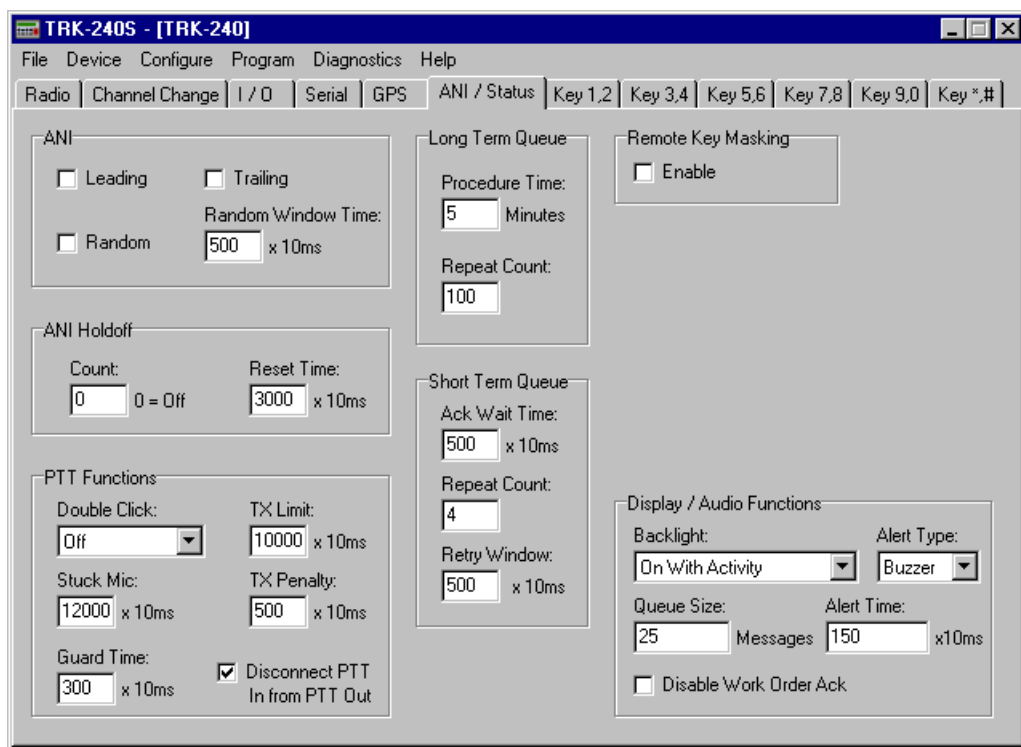 TRK-240S - [TRK-240]
File Device Configure Program Diagnostics Help
Radio Channel Change I / O Serial GPS ANI / Status Key 1,2 Key 3,4 Key 5,6 Key 7,8 Key 9,0 Key *,#
ANI
Leading Trailing
Random Window Time:
Random 500 x 10ms
ANI Holdoff
Count: Reset Time:
0 0 = Off 3000 x 10ms
PTT Functions
Double Click: TX Limit:
Off 10000 x 10ms
Stuck Mic: TX Penalty:
12000 x 10ms 500 x 10ms
Guard Time:
300 x 10ms
Disconnect PTT
In from PTT Out
Long Term Queue
Procedure Time:
5 Minutes
Repeat Count:
100
Short Term Queue
Ack Wait Time:
500 x 10ms
Repeat Count:
4
Retry Window:
500 x 10ms
Remote Key Masking
Enable
Display / Audio Functions
Backlight: Alert Type:
On With Activity Buzzer
Queue Size: Alert Time:
25 Messages 150 x10ms
Disable Work Order Ack